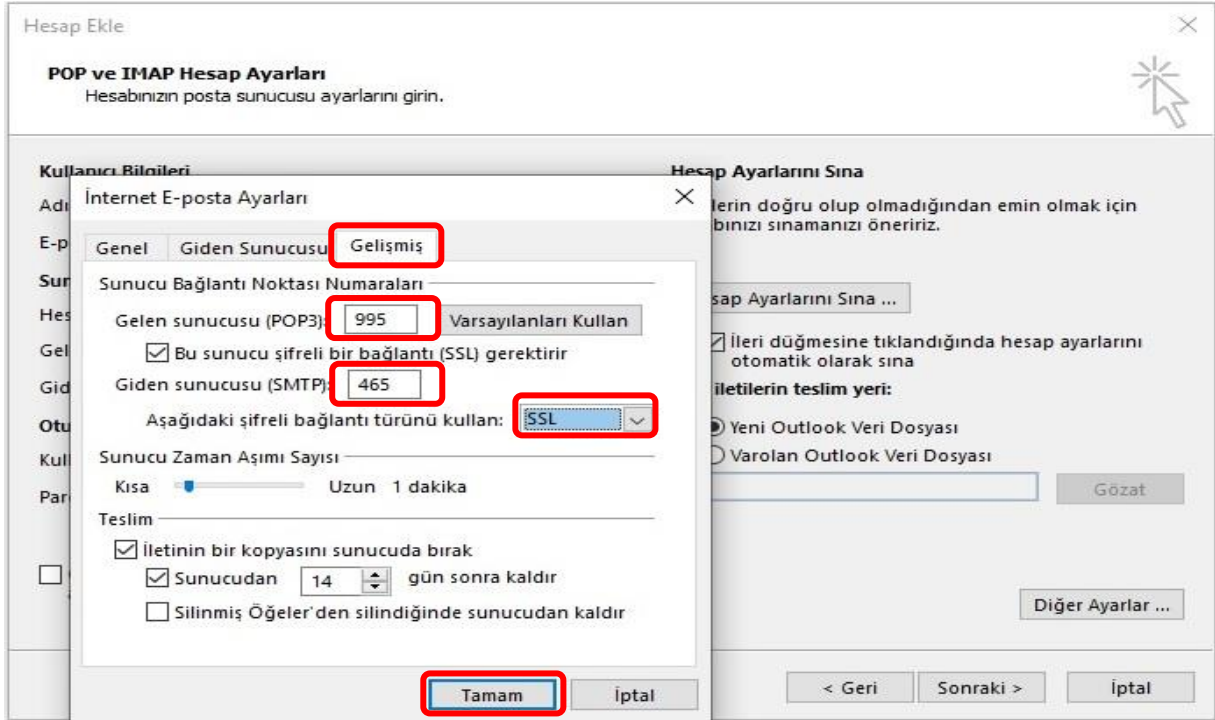 Hesap Ekle
POP ve IMAP Hesap Ayarları
Hesabınızın posta sunucusu ayarlarını girin.
Kullanıcı Bilgileri
Hesap Ayarlarını Sına
İnternet E-posta Ayarları
lerin doğru olup olmadığından emin olmak için
bınızı sınamanızı öneririz.
Genel Giden Sunucusu Gelişmiş
Sunucu Bağlantı Noktası Numaraları
sap Ayarlarını Sına ...
Gelen sunucusu (POP3): 995 Varsayılanları Kullan
Bu sunucu şifreli bir bağlantı (SSL) gerektirir
İleri düğmesine tıklandığında hesap ayarlarını
otomatik olarak sına
Giden sunucusu (SMTP): 465
iletilerin teslim yeri:
Aşağıdaki şifreli bağlantı türünü kullan: SSL
Yeni Outlook Veri Dosyası
Sunucu Zaman Aşımı Sayısı
Varolan Outlook Veri Dosyası
Kısa Uzun 1 dakika
Gözat
Teslim
İletinin bir kopyasını sunucuda bırak
Sunucudan 14 gün sonra kaldır
Silinmiş Öğeler'den silindiğinde sunucudan kaldır
Diğer Ayarlar ...
Tamam İptal
< Geri Sonraki > İptal